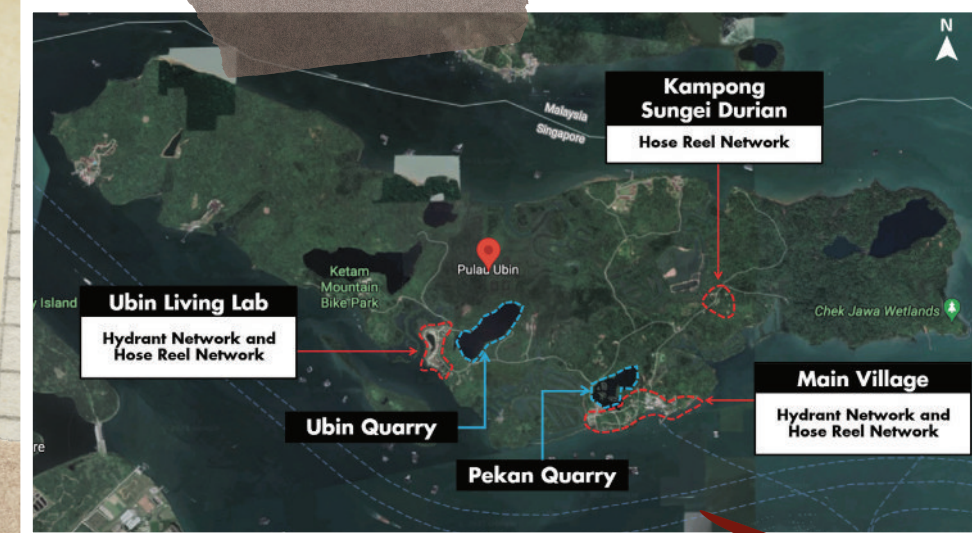 N
Malaysia
Singapore
Kampong
Sungei Durian
Hose Reel Network
Pulau Ubin
Ketam
Mountain
Bike Park
y Island
Chek Jawa Wetlands
Ubin Living Lab
Hydrant Network and
Hose Reel Network
Main Village
Hydrant Network and
Hose Reel Network
Ubin Quarry
Pekan Quarry
re